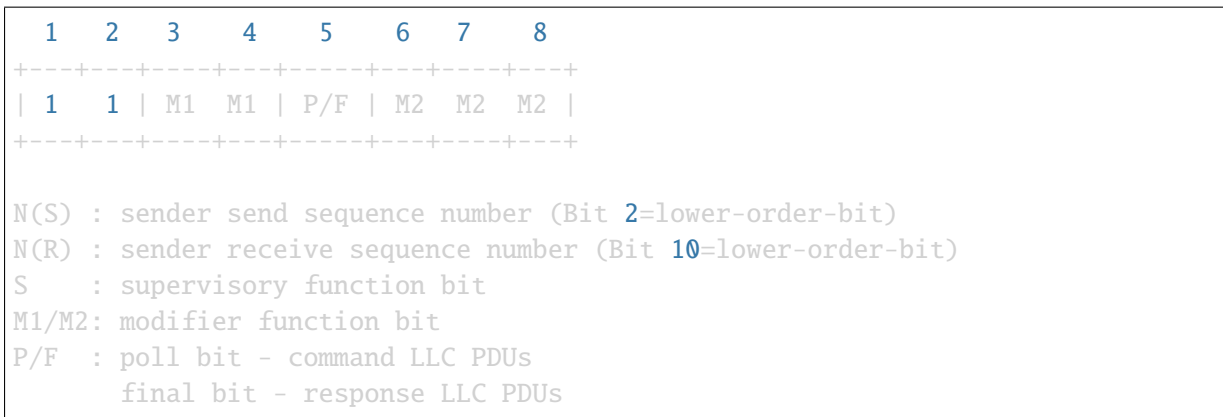 1   2   3     4     5     6   7     8
+---+---+----+---+-----+---+----+---+
| 1   1 | M1  M1 | P/F | M2  M2  M2 |
+---+---+----+---+-----+---+----+---+
N(S) : sender send sequence number (Bit 2=lower-order-bit)
N(R) : sender receive sequence number (Bit 10=lower-order-bit)
S    : supervisory function bit
M1/M2: modifier function bit
P/F  : poll bit - command LLC PDUs
       final bit - response LLC PDUs